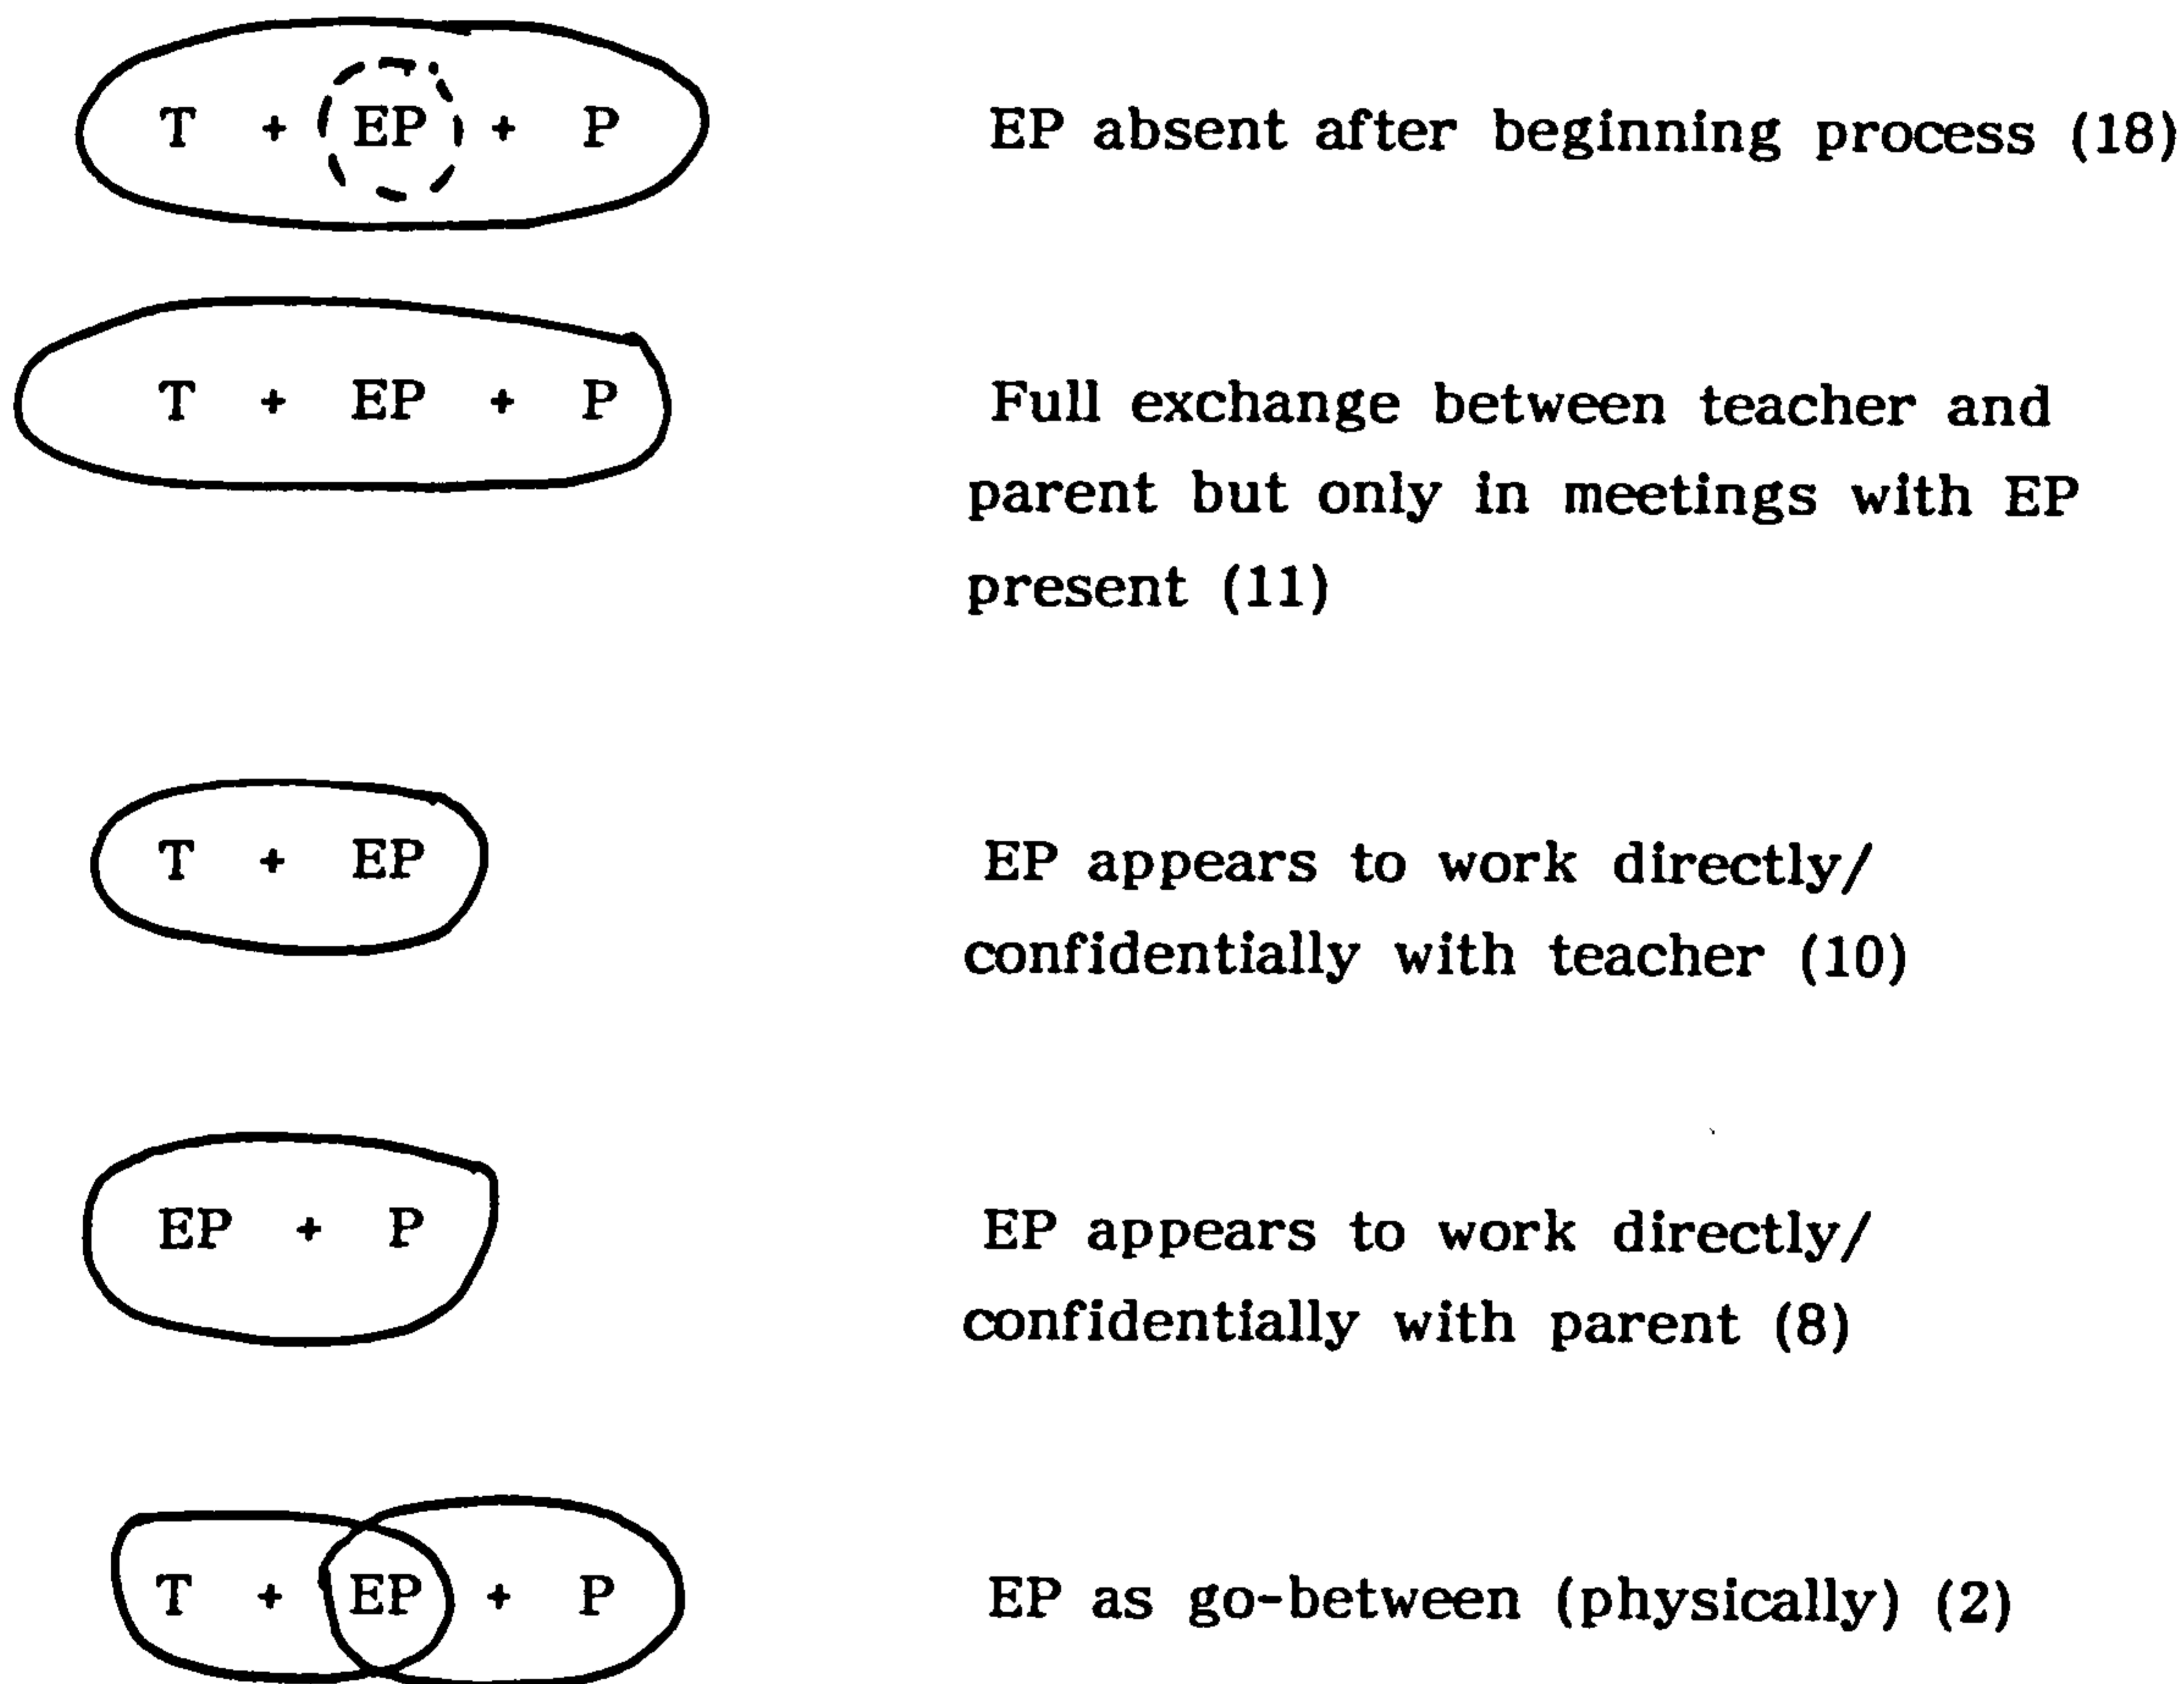 T + EP + P EP absent after beginning process (18)
T + EP + P Full exchange between teacher and
parent but only in meetings with EP
present (11)
T + EP EP appears to work directly/
confidentially with teacher (10)
EP + P EP appears to work directly/
confidentially with parent (8)
T + EP + P EP as go-between (physically) (2)